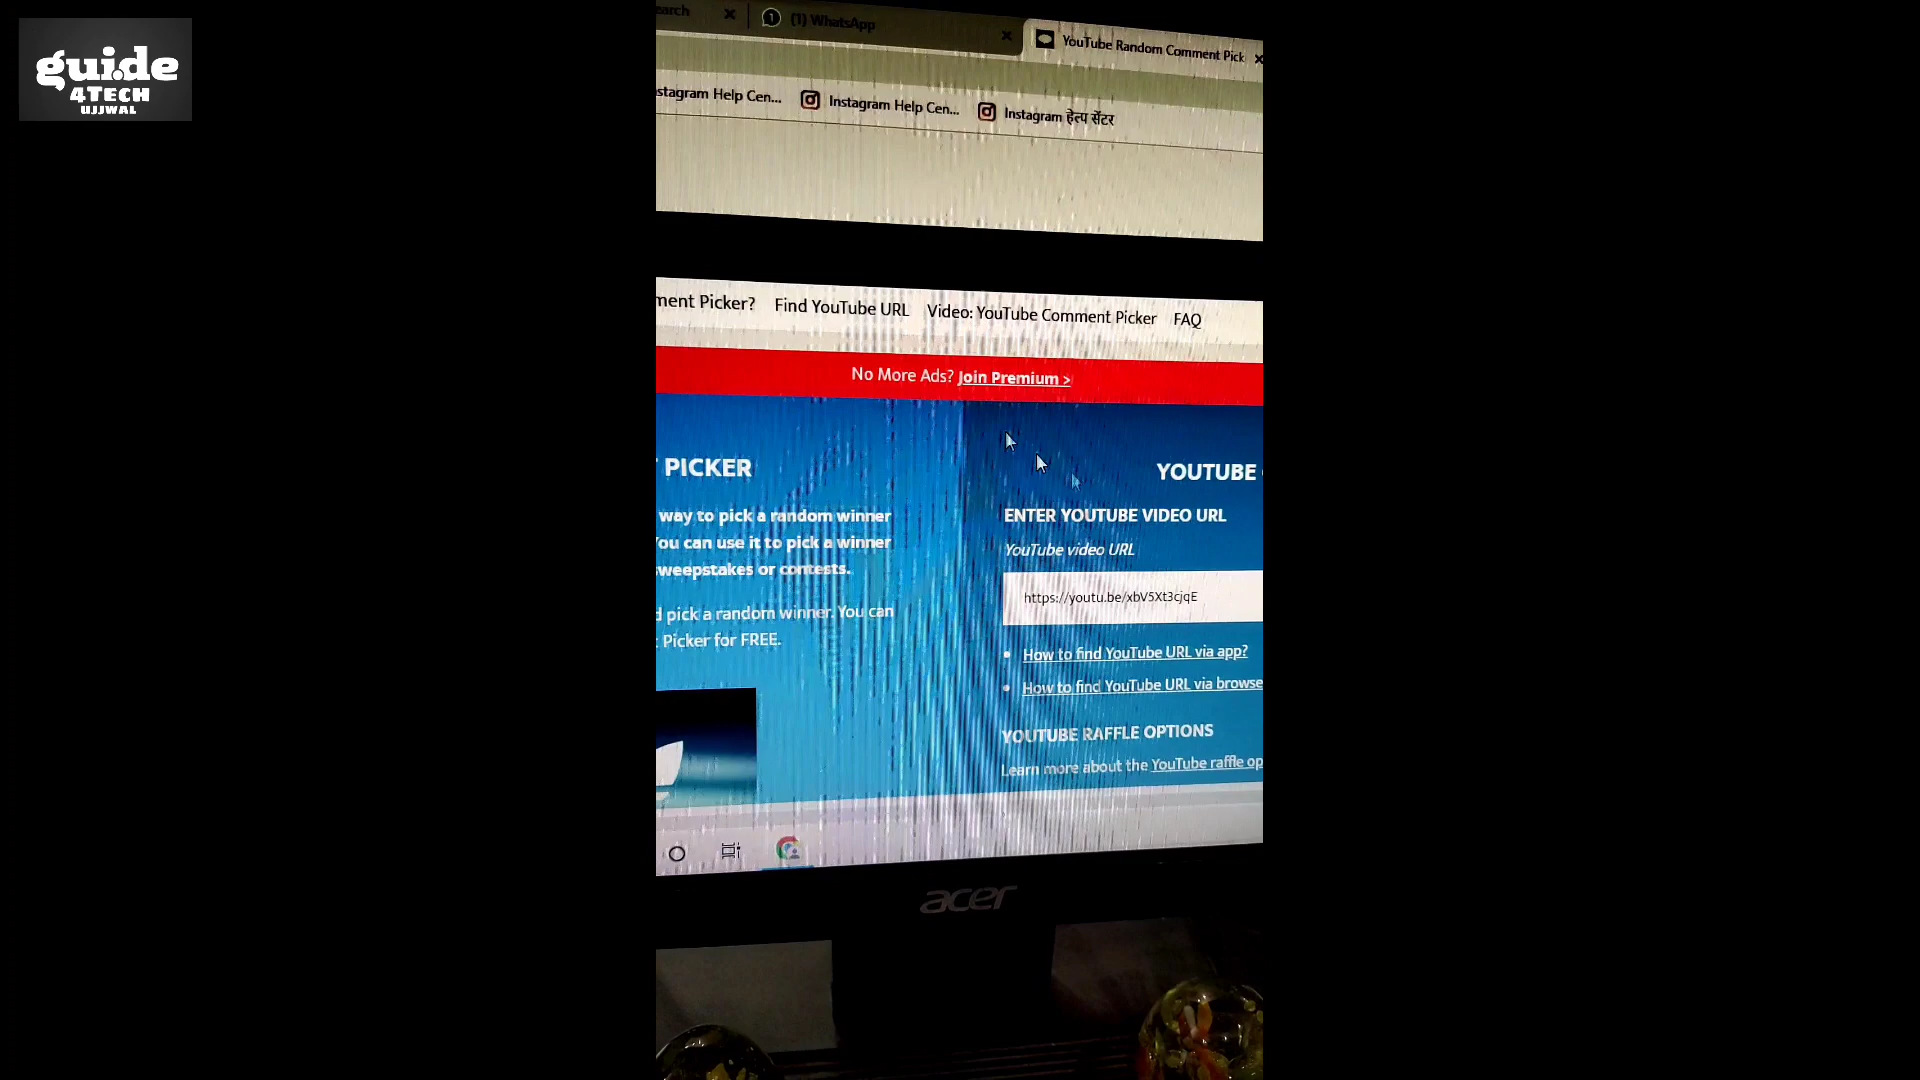 guide
4TECH
UJJWAL
earch
(1) WhatsApp
YouTube Random Comment Pick
stagram Help Cen...
Instagram Help Cen...
Instagram हेल्प सेंटर
ment Picker?
Find YouTube URL
Video: YouTube Comment Picker
FAQ
No More Ads? Join Premium >
PICKER
way to pick a random winner
You can use it to pick a winner
sweepstakes or contests.
d pick a random winner. You can
Picker for FREE.
YOUTUBE
ENTER YOUTUBE VIDEO URL
YouTube video URL
https://youtu.be/xbV5Xt3cjqE
How to find YouTube URL via app?
How to find YouTube URL via browse
YOUTUBE RAFFLE OPTIONS
Learn more about the YouTube raffle op
acer